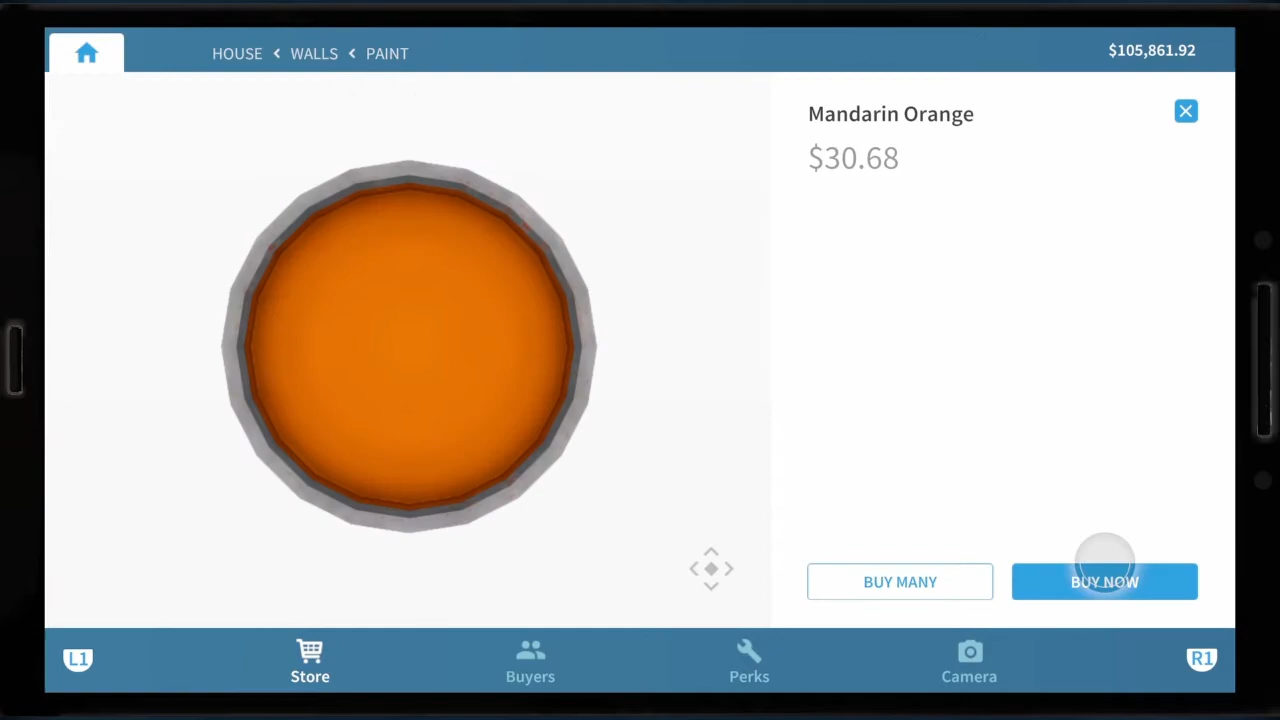 HOUSE < WALLS < PAINT
$105,861.92
Mandarin Orange
$30.68
BUY MANY
BUY NOW
L1
Store
Buyers
Perks
Camera
R1